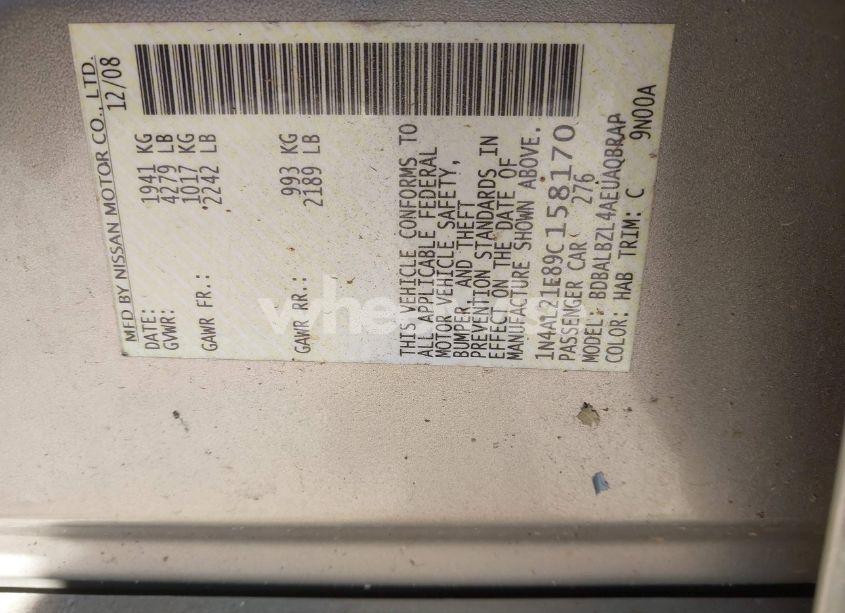 MFD BY NISSAN MOTOR CO., LTD.
DATE: 12/08
GVWR: 1941 KG
4279 LB
GAWR FR.: 1017 KG
2242 LB
GAWR RR.: 993 KG
2189 LB
THIS VEHICLE CONFORMS TO
ALL APPLICABLE FEDERAL
MOTOR VEHICLE SAFETY,
BUMPER, AND THEFT
PREVENTION STANDARDS IN
EFFECT ON THE DATE OF
MANUFACTURE SHOWN ABOVE.
1N4AL21E89C158170
PASSENGER CAR 276
MODEL: BDBALBZL4AEUAQBRAP
COLOR: HAB TRIM: C 9N00A